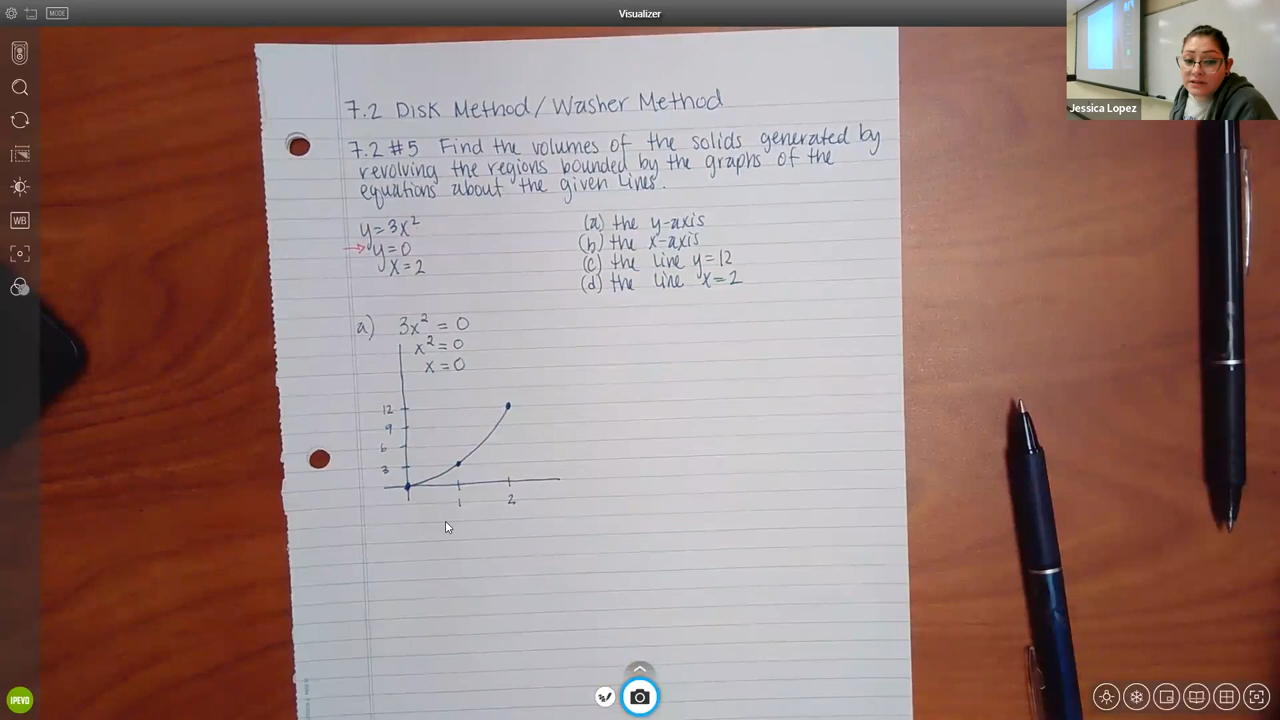 MODE
Visualizer
Jessica Lopez
WB
7.2 Disk Method/Washer Method
7.2 #5 Find the volumes of the solids generated by
revolving the regions bounded by the graphs of the
equations about the given lines.
y=3x²
→ y=0
x=2
(a) the y-axis
(b) the x-axis
(c) the line y=12
(d) the line x=2
a) 3x² = 0
x² = 0
x = 0
12
9
6
3
1 2
IPEVO